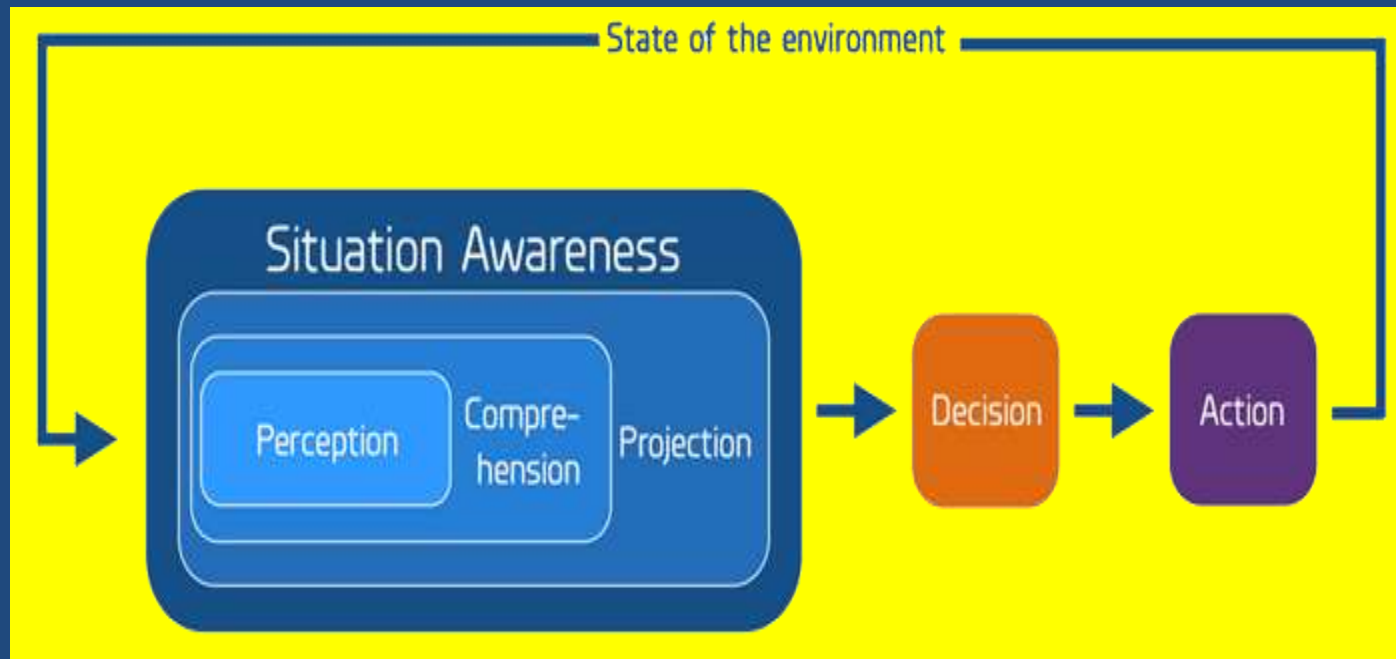 State of the environment
Situation Awareness
Perception
Compre-
hension
Projection
Decision
Action